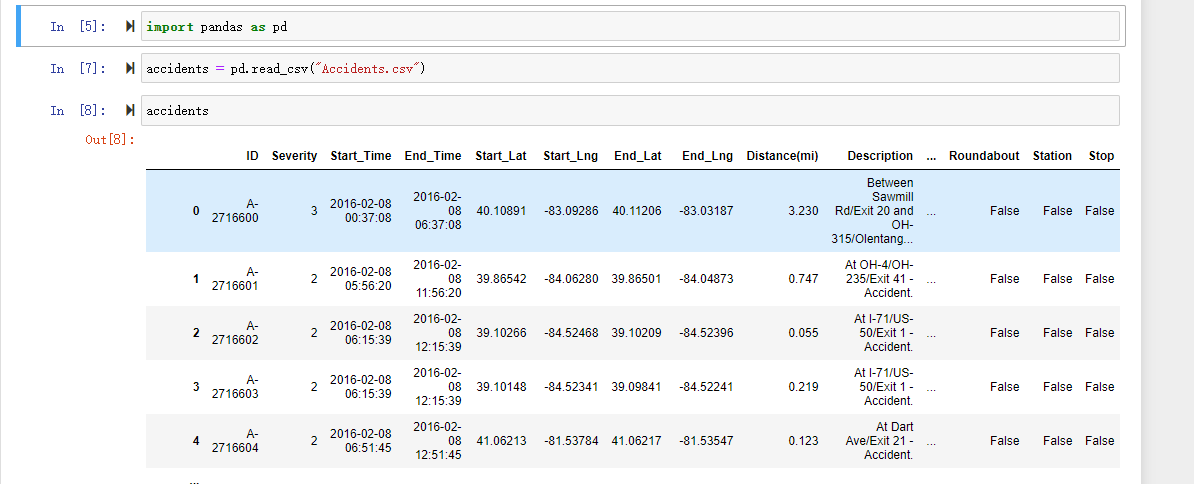 In [5]: import pandas as pd
In [7]: accidents = pd.read_csv("Accidents.csv")
In [8]: accidents
Out[8]:
ID Severity Start_Time End_Time Start_Lat Start_Lng End_Lat End_Lng Distance(mi) Description ... Roundabout Station Stop
0 A-2716600 3 2016-02-08 00:37:08 2016-02-08 06:37:08 40.10891 -83.09286 40.11206 -83.03187 3.230 Between Sawmill Rd/Exit 20 and OH-315/Olentang... ... False False False
1 A-2716601 2 2016-02-08 05:56:20 2016-02-08 11:56:20 39.86542 -84.06280 39.86501 -84.04873 0.747 At OH-4/OH-235/Exit 41 - Accident. ... False False False
2 A-2716602 2 2016-02-08 06:15:39 2016-02-08 12:15:39 39.10266 -84.52468 39.10209 -84.52396 0.055 At I-71/US-50/Exit 1 - Accident. ... False False False
3 A-2716603 2 2016-02-08 06:15:39 2016-02-08 12:15:39 39.10148 -84.52341 39.09841 -84.52241 0.219 At I-71/US-50/Exit 1 - Accident. ... False False False
4 A-2716604 2 2016-02-08 06:51:45 2016-02-08 12:51:45 41.06213 -81.53784 41.06217 -81.53547 0.123 At Dart Ave/Exit 21 - Accident. ... False False False
...